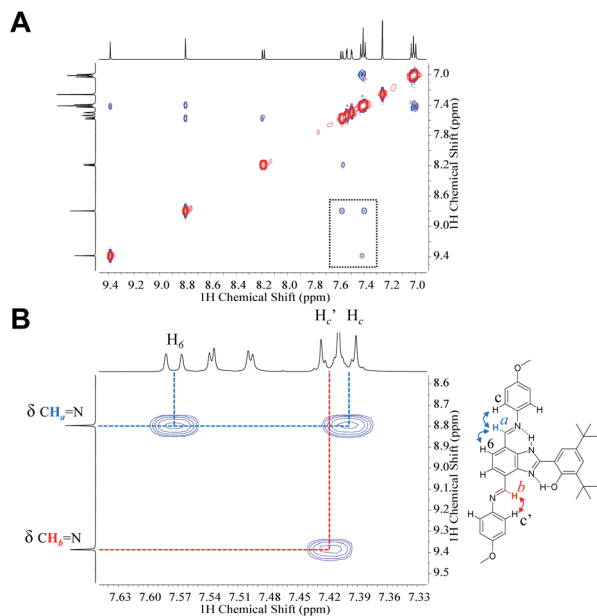 A
7.0
7.4
7.6
8.2
8.8
9.4
1H Chemical Shift (ppm)
9.4 9.2 9.0 8.8 8.6 8.4 8.2 8.0 7.8 7.6 7.4 7.2 7.0
1H Chemical Shift (ppm)
B
H6
Hc'
Hc
δ CHa=N
δ CHb=N
8.6
8.7
8.8
8.9
9.0
9.1
9.2
9.3
9.4
9.5
1H Chemical Shift (ppm)
7.63 7.60 7.57 7.54 7.51 7.48 7.45 7.42 7.39 7.36 7.33
1H Chemical Shift (ppm)
O
c
H H
H a N
H 6 H
N
H N H-O
H b
N H
H H c'
O